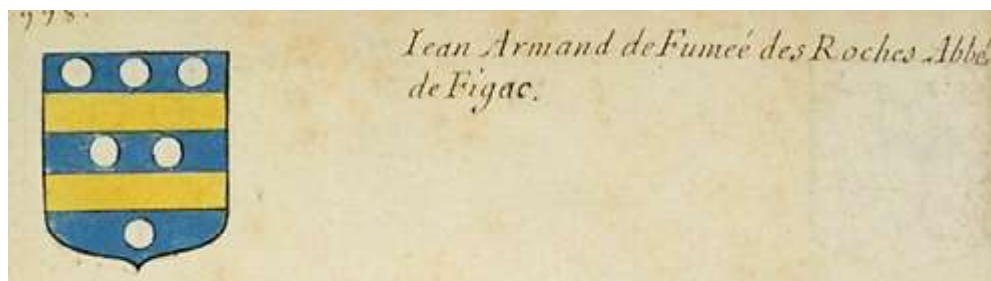 Iean Armand de Fumeé des Roches Abbé
de Figac.